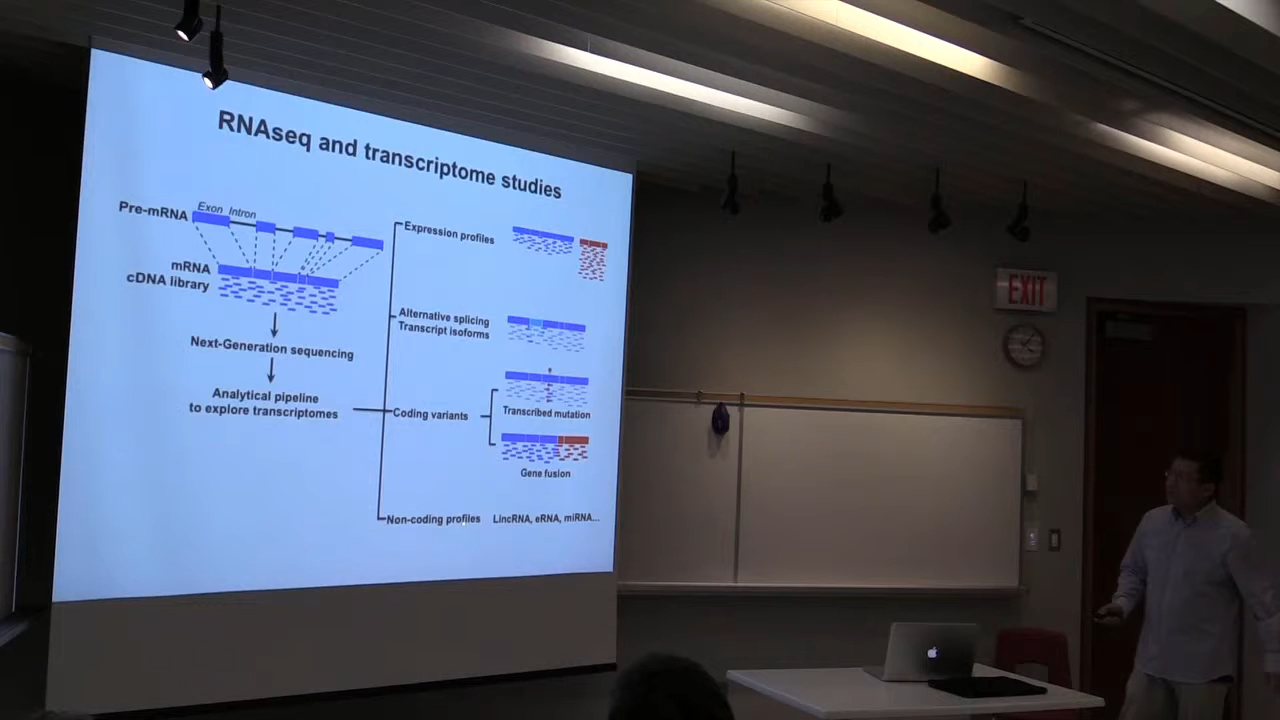 RNAseq and transcriptome studies
Pre-mRNA
Exon Intron
mRNA
cDNA library
Next-Generation sequencing
Analytical pipeline
to explore transcriptomes
Expression profiles
Alternative splicing
Transcript isoforms
Coding variants
Transcribed mutation
Gene fusion
Non-coding profiles
LincRNA, eRNA, miRNA...
EXIT